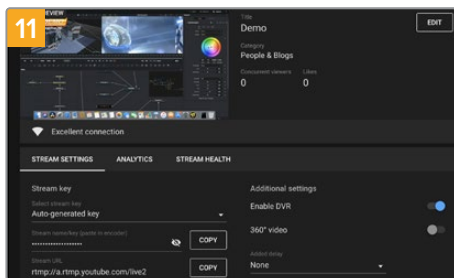 11
PREVIEW
Title
Demo
EDIT
Category
People & Blogs
Concurrent viewers Likes
0 0
Excellent connection
STREAM SETTINGS ANALYTICS STREAM HEALTH
Stream key
Additional settings
Select stream key
Auto-generated key
Enable DVR
Stream name/key (paste in encoder)
COPY
360° video
Stream URL
rtmp://a.rtmp.youtube.com/live2
COPY
Added delay
None